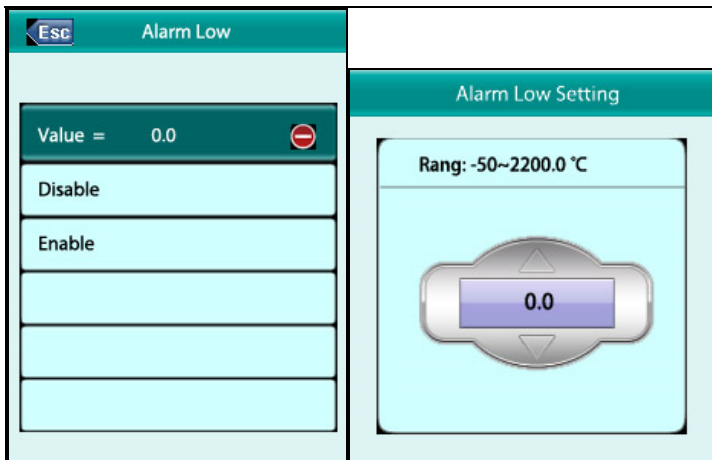 Esc Alarm Low
Value = 0.0
Disable
Enable
Alarm Low Setting
Rang: -50~2200.0 ℃
0.0